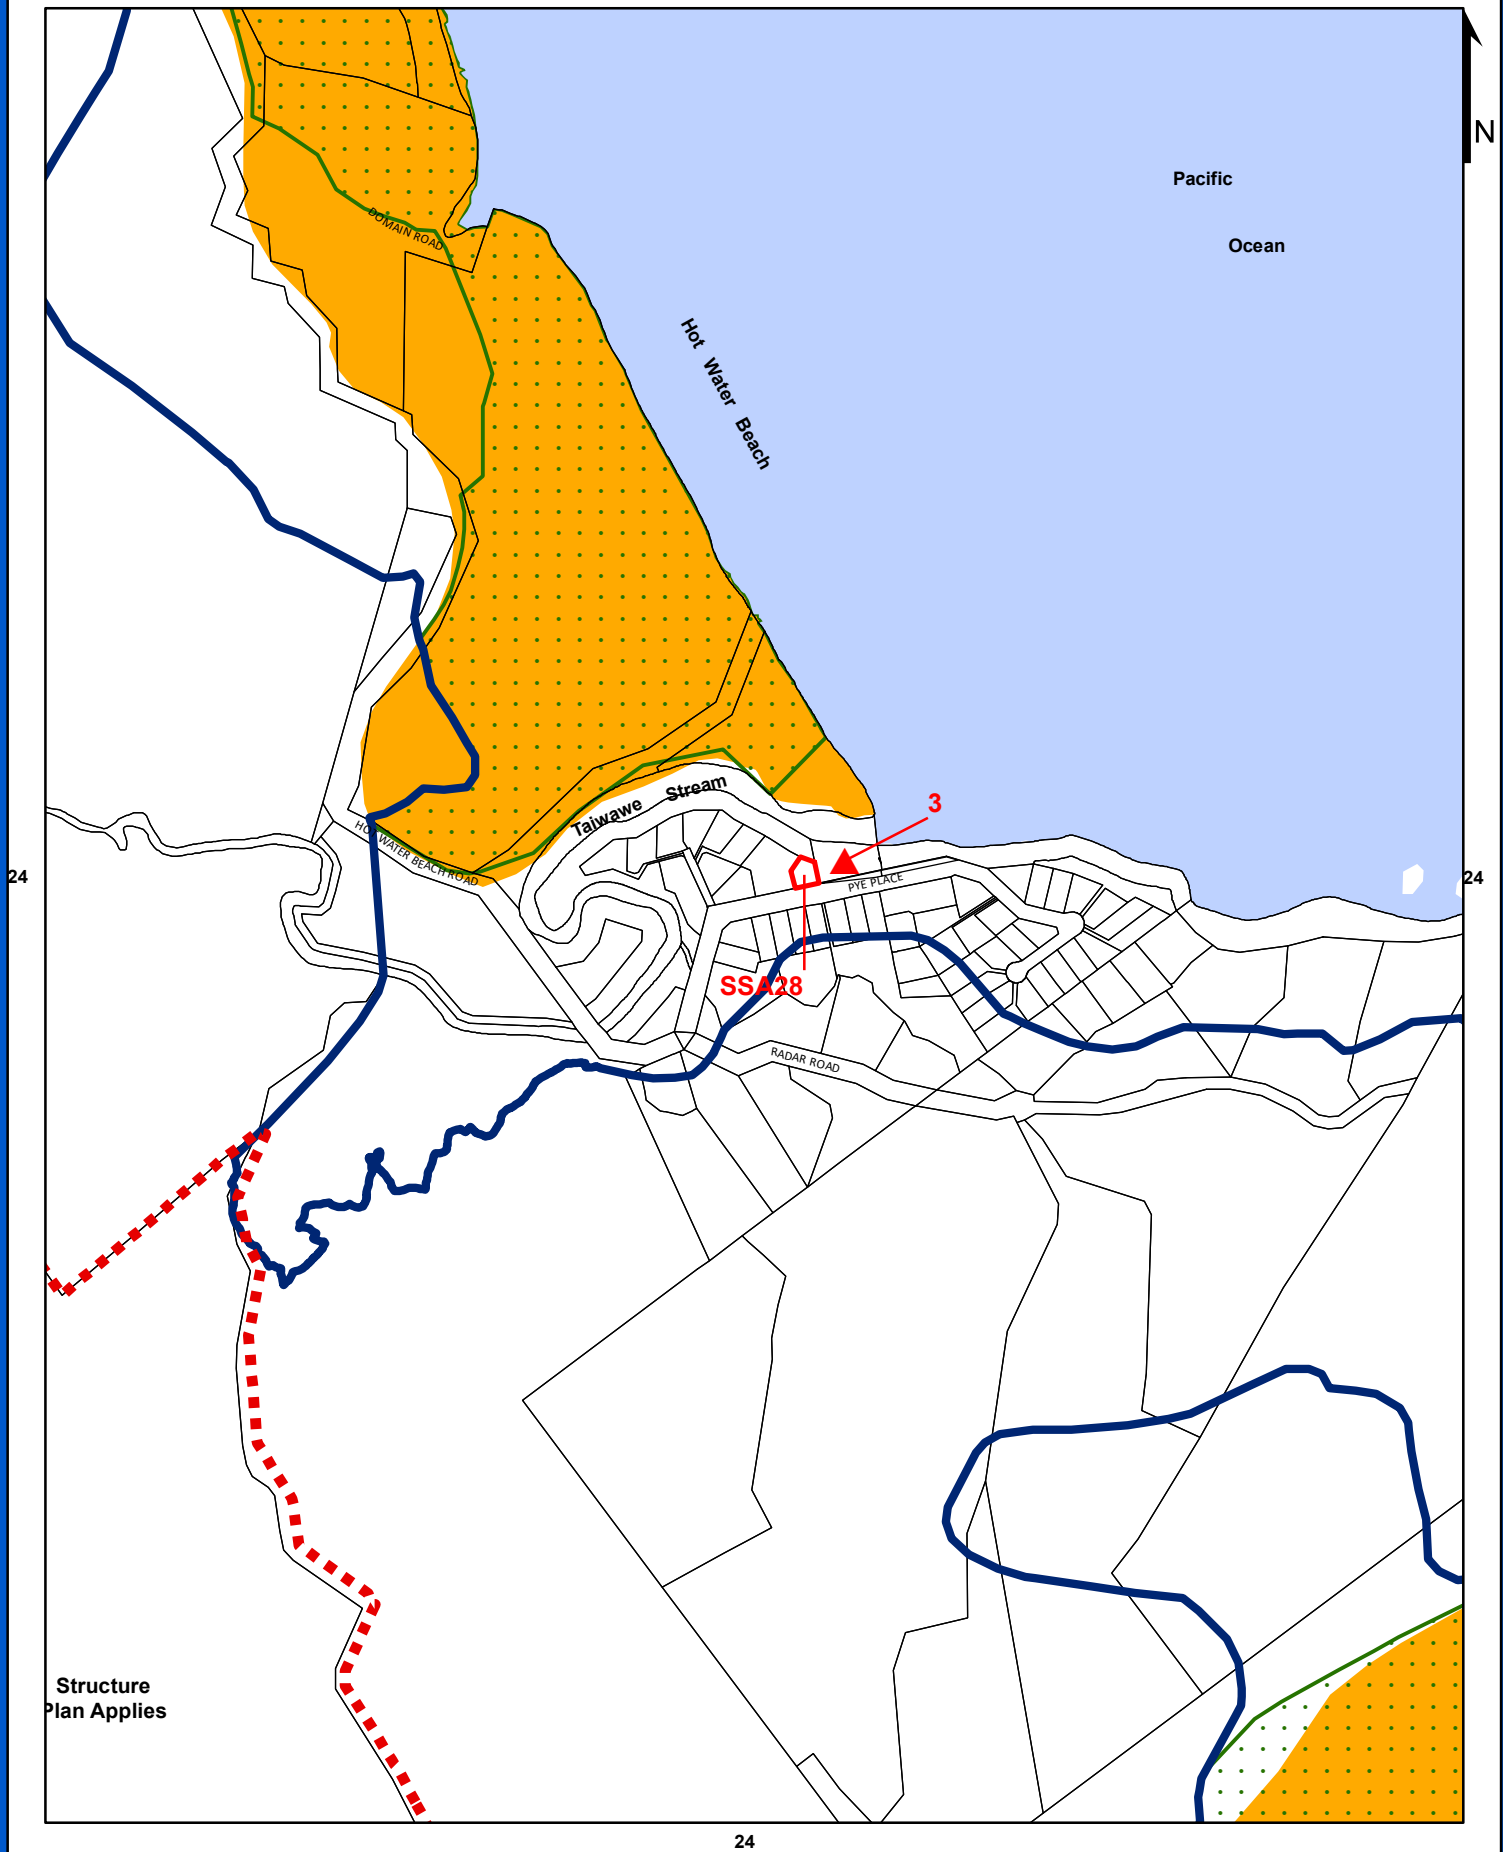 N
Pacific
Ocean
DOMAIN ROAD
Hot Water Beach
Taiwawe Stream
3
HOT WATER BEACH ROAD
PYE PLACE
24
24
SSA28
RADAR ROAD
Structure
Plan Applies
24